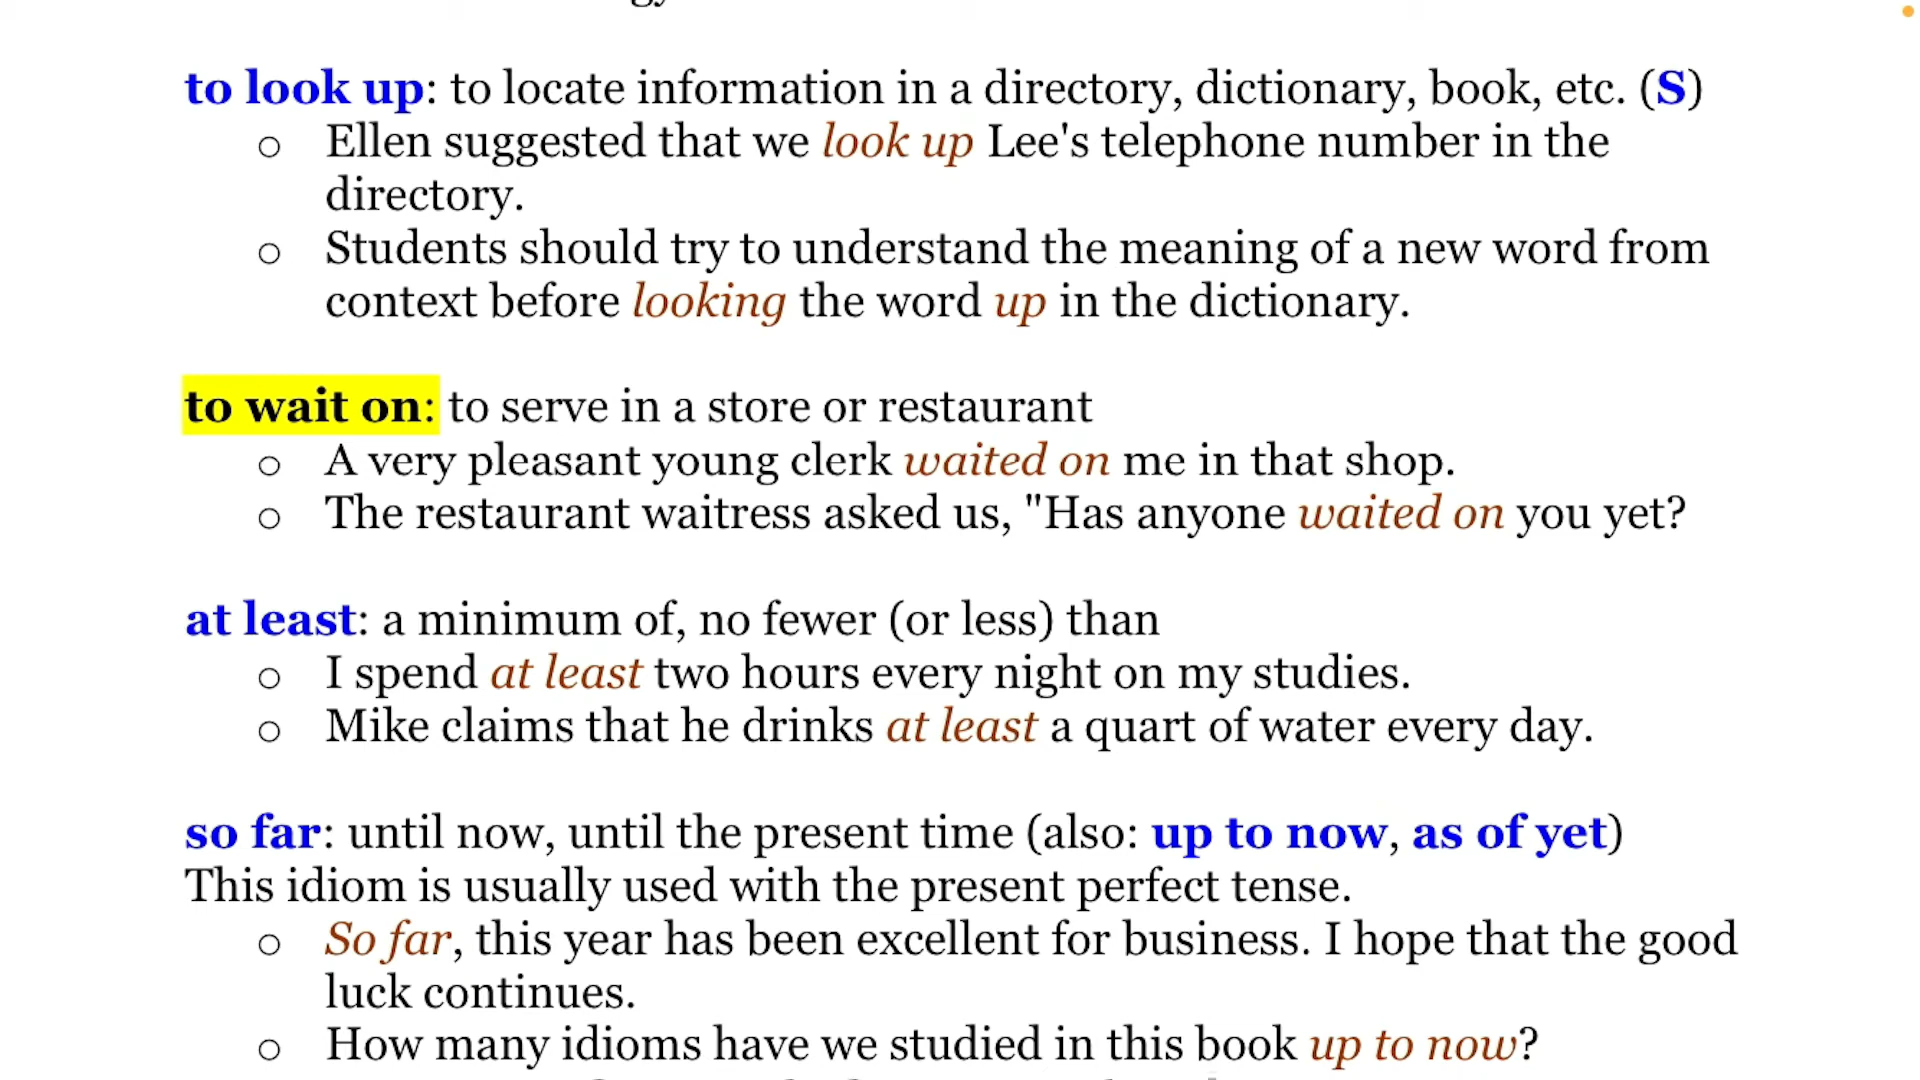 to look up: to locate information in a directory, dictionary, book, etc. (S)
o Ellen suggested that we look up Lee's telephone number in the
directory.
o Students should try to understand the meaning of a new word from
context before looking the word up in the dictionary.
to wait on: to serve in a store or restaurant
o A very pleasant young clerk waited on me in that shop.
o The restaurant waitress asked us, "Has anyone waited on you yet?
at least: a minimum of, no fewer (or less) than
o I spend at least two hours every night on my studies.
o Mike claims that he drinks at least a quart of water every day.
so far: until now, until the present time (also: up to now, as of yet)
This idiom is usually used with the present perfect tense.
o So far, this year has been excellent for business. I hope that the good
luck continues.
o How many idioms have we studied in this book up to now?